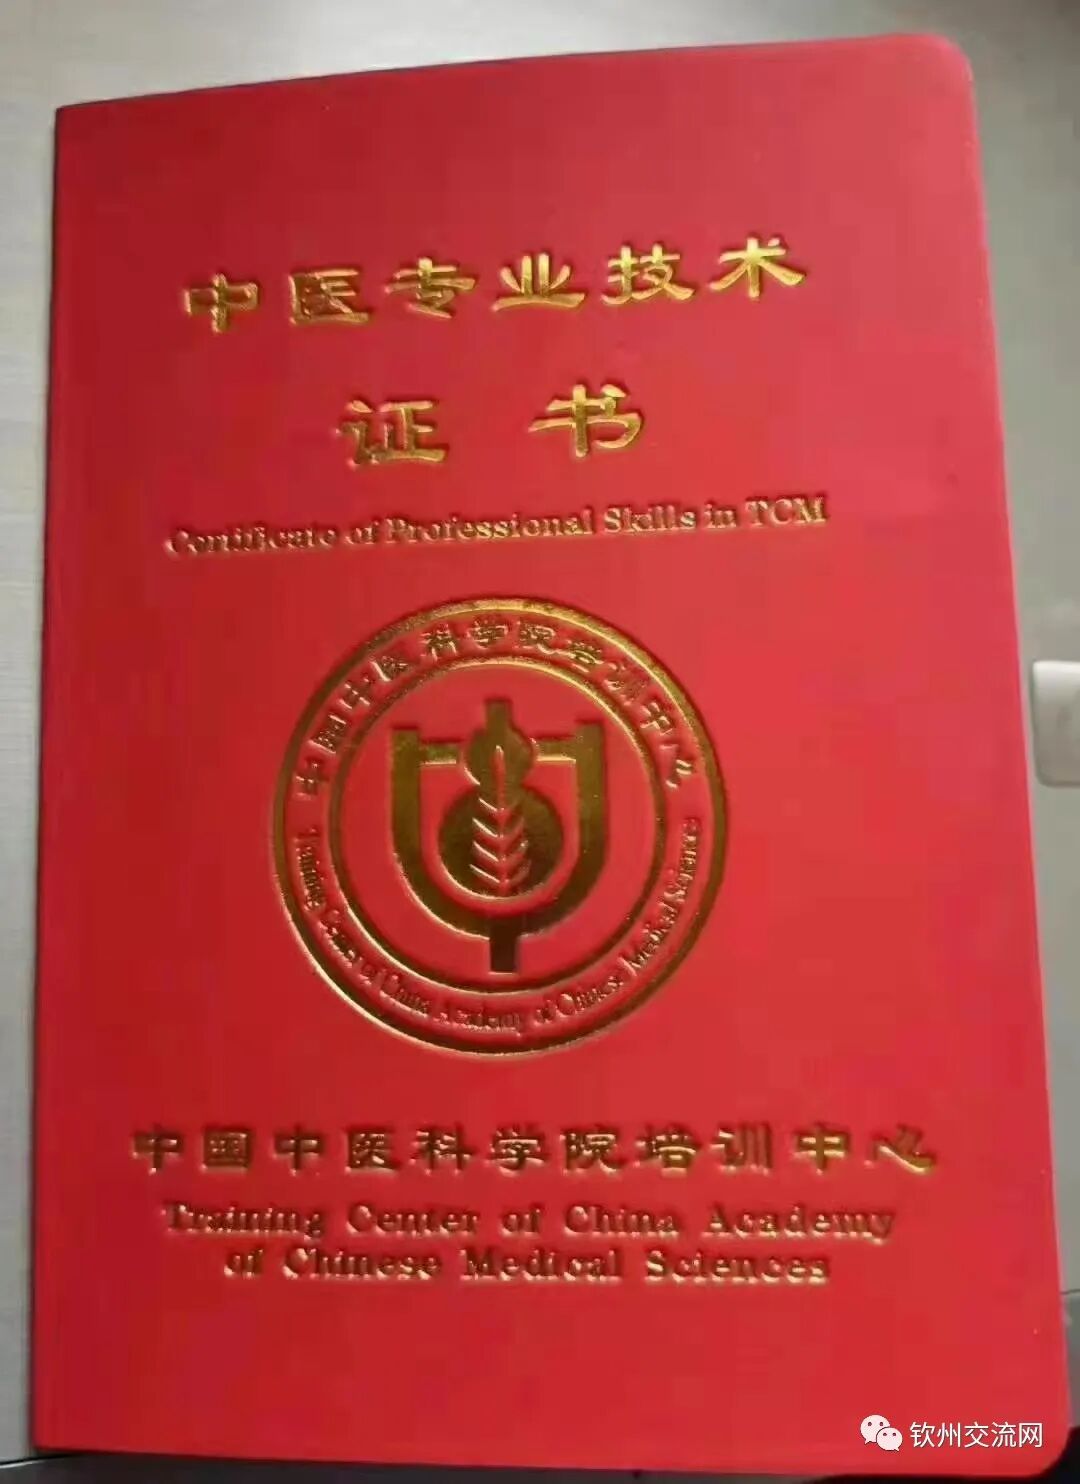 中医专业技术
证书
Certificate of Professional Skills in TCM
中国中医科学院培训中心
Training Center of China Academy of Chinese Medical Sciences
中国中医科学院培训中心
Training Center of China Academy
of Chinese Medical Sciences
钦州交流网